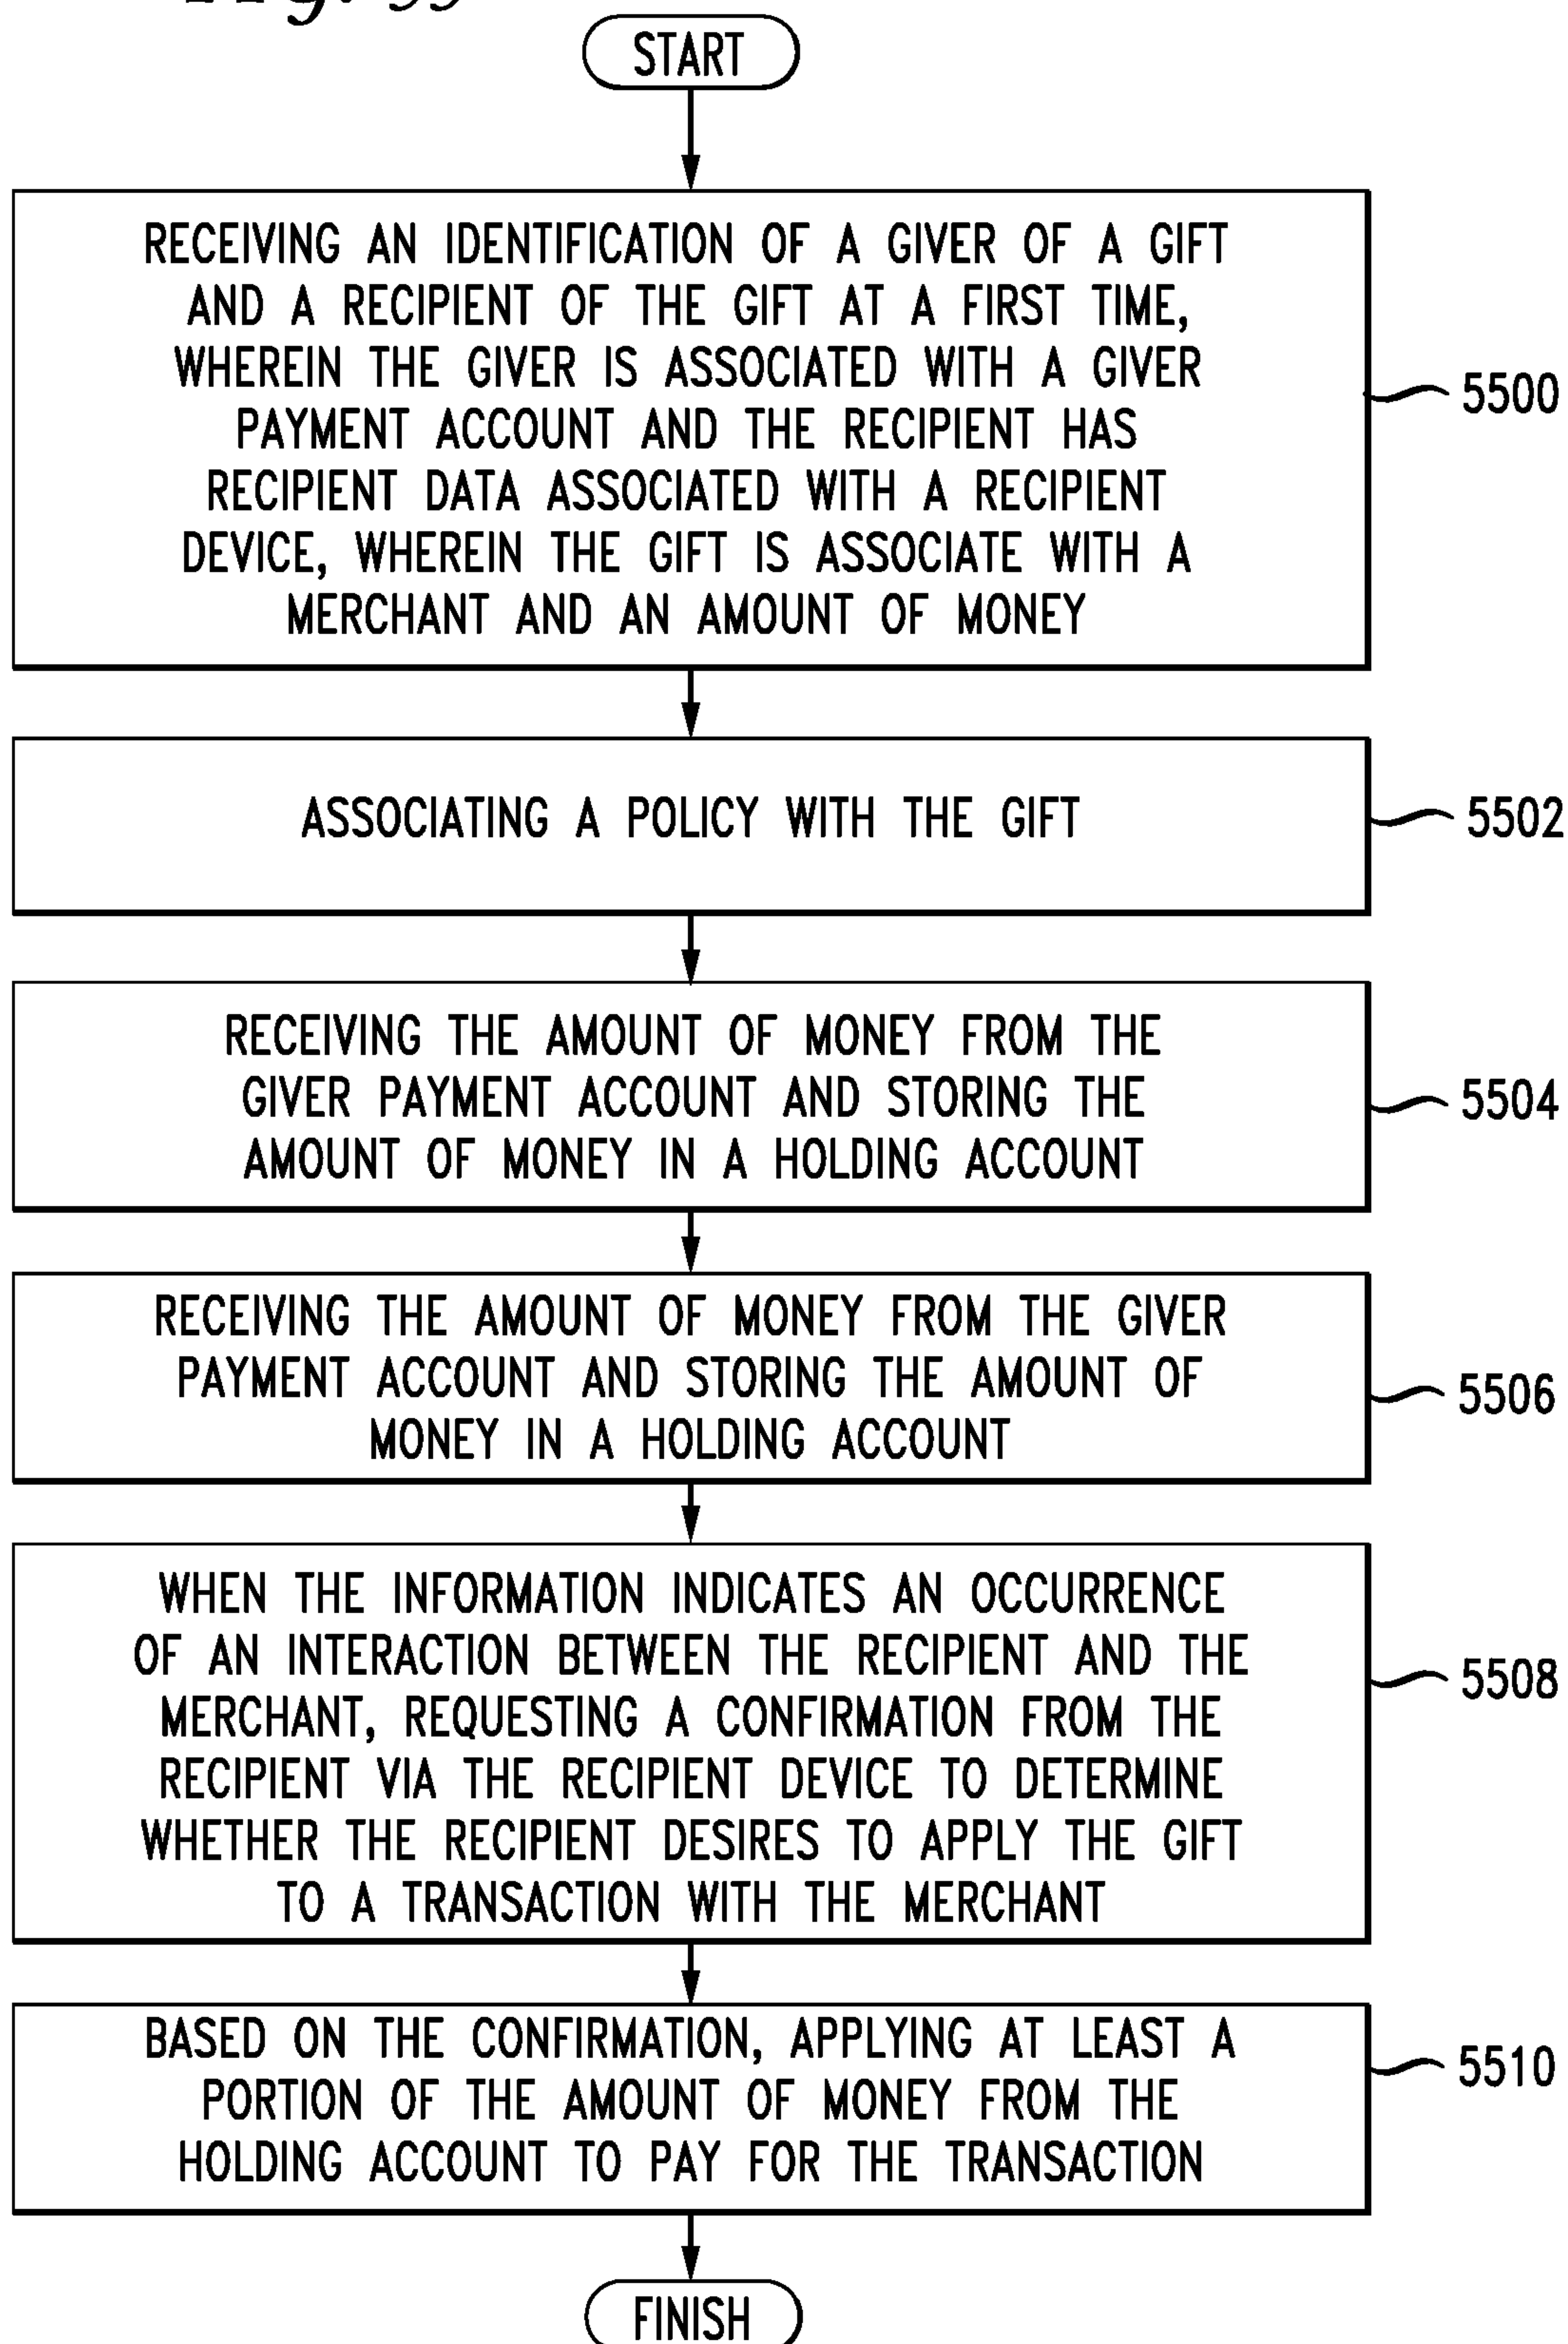 START
RECEIVING AN IDENTIFICATION OF A GIVER OF A GIFT
AND A RECIPIENT OF THE GIFT AT A FIRST TIME,
WHEREIN THE GIVER IS ASSOCIATED WITH A GIVER
PAYMENT ACCOUNT AND THE RECIPIENT HAS
RECIPIENT DATA ASSOCIATED WITH A RECIPIENT
DEVICE, WHEREIN THE GIFT IS ASSOCIATE WITH A
MERCHANT AND AN AMOUNT OF MONEY
5500
ASSOCIATING A POLICY WITH THE GIFT
5502
RECEIVING THE AMOUNT OF MONEY FROM THE
GIVER PAYMENT ACCOUNT AND STORING THE
AMOUNT OF MONEY IN A HOLDING ACCOUNT
5504
RECEIVING THE AMOUNT OF MONEY FROM THE GIVER
PAYMENT ACCOUNT AND STORING THE AMOUNT OF
MONEY IN A HOLDING ACCOUNT
5506
WHEN THE INFORMATION INDICATES AN OCCURRENCE
OF AN INTERACTION BETWEEN THE RECIPIENT AND THE
MERCHANT, REQUESTING A CONFIRMATION FROM THE
RECIPIENT VIA THE RECIPIENT DEVICE TO DETERMINE
WHETHER THE RECIPIENT DESIRES TO APPLY THE GIFT
TO A TRANSACTION WITH THE MERCHANT
5508
BASED ON THE CONFIRMATION, APPLYING AT LEAST A
PORTION OF THE AMOUNT OF MONEY FROM THE
HOLDING ACCOUNT TO PAY FOR THE TRANSACTION
5510
FINISH